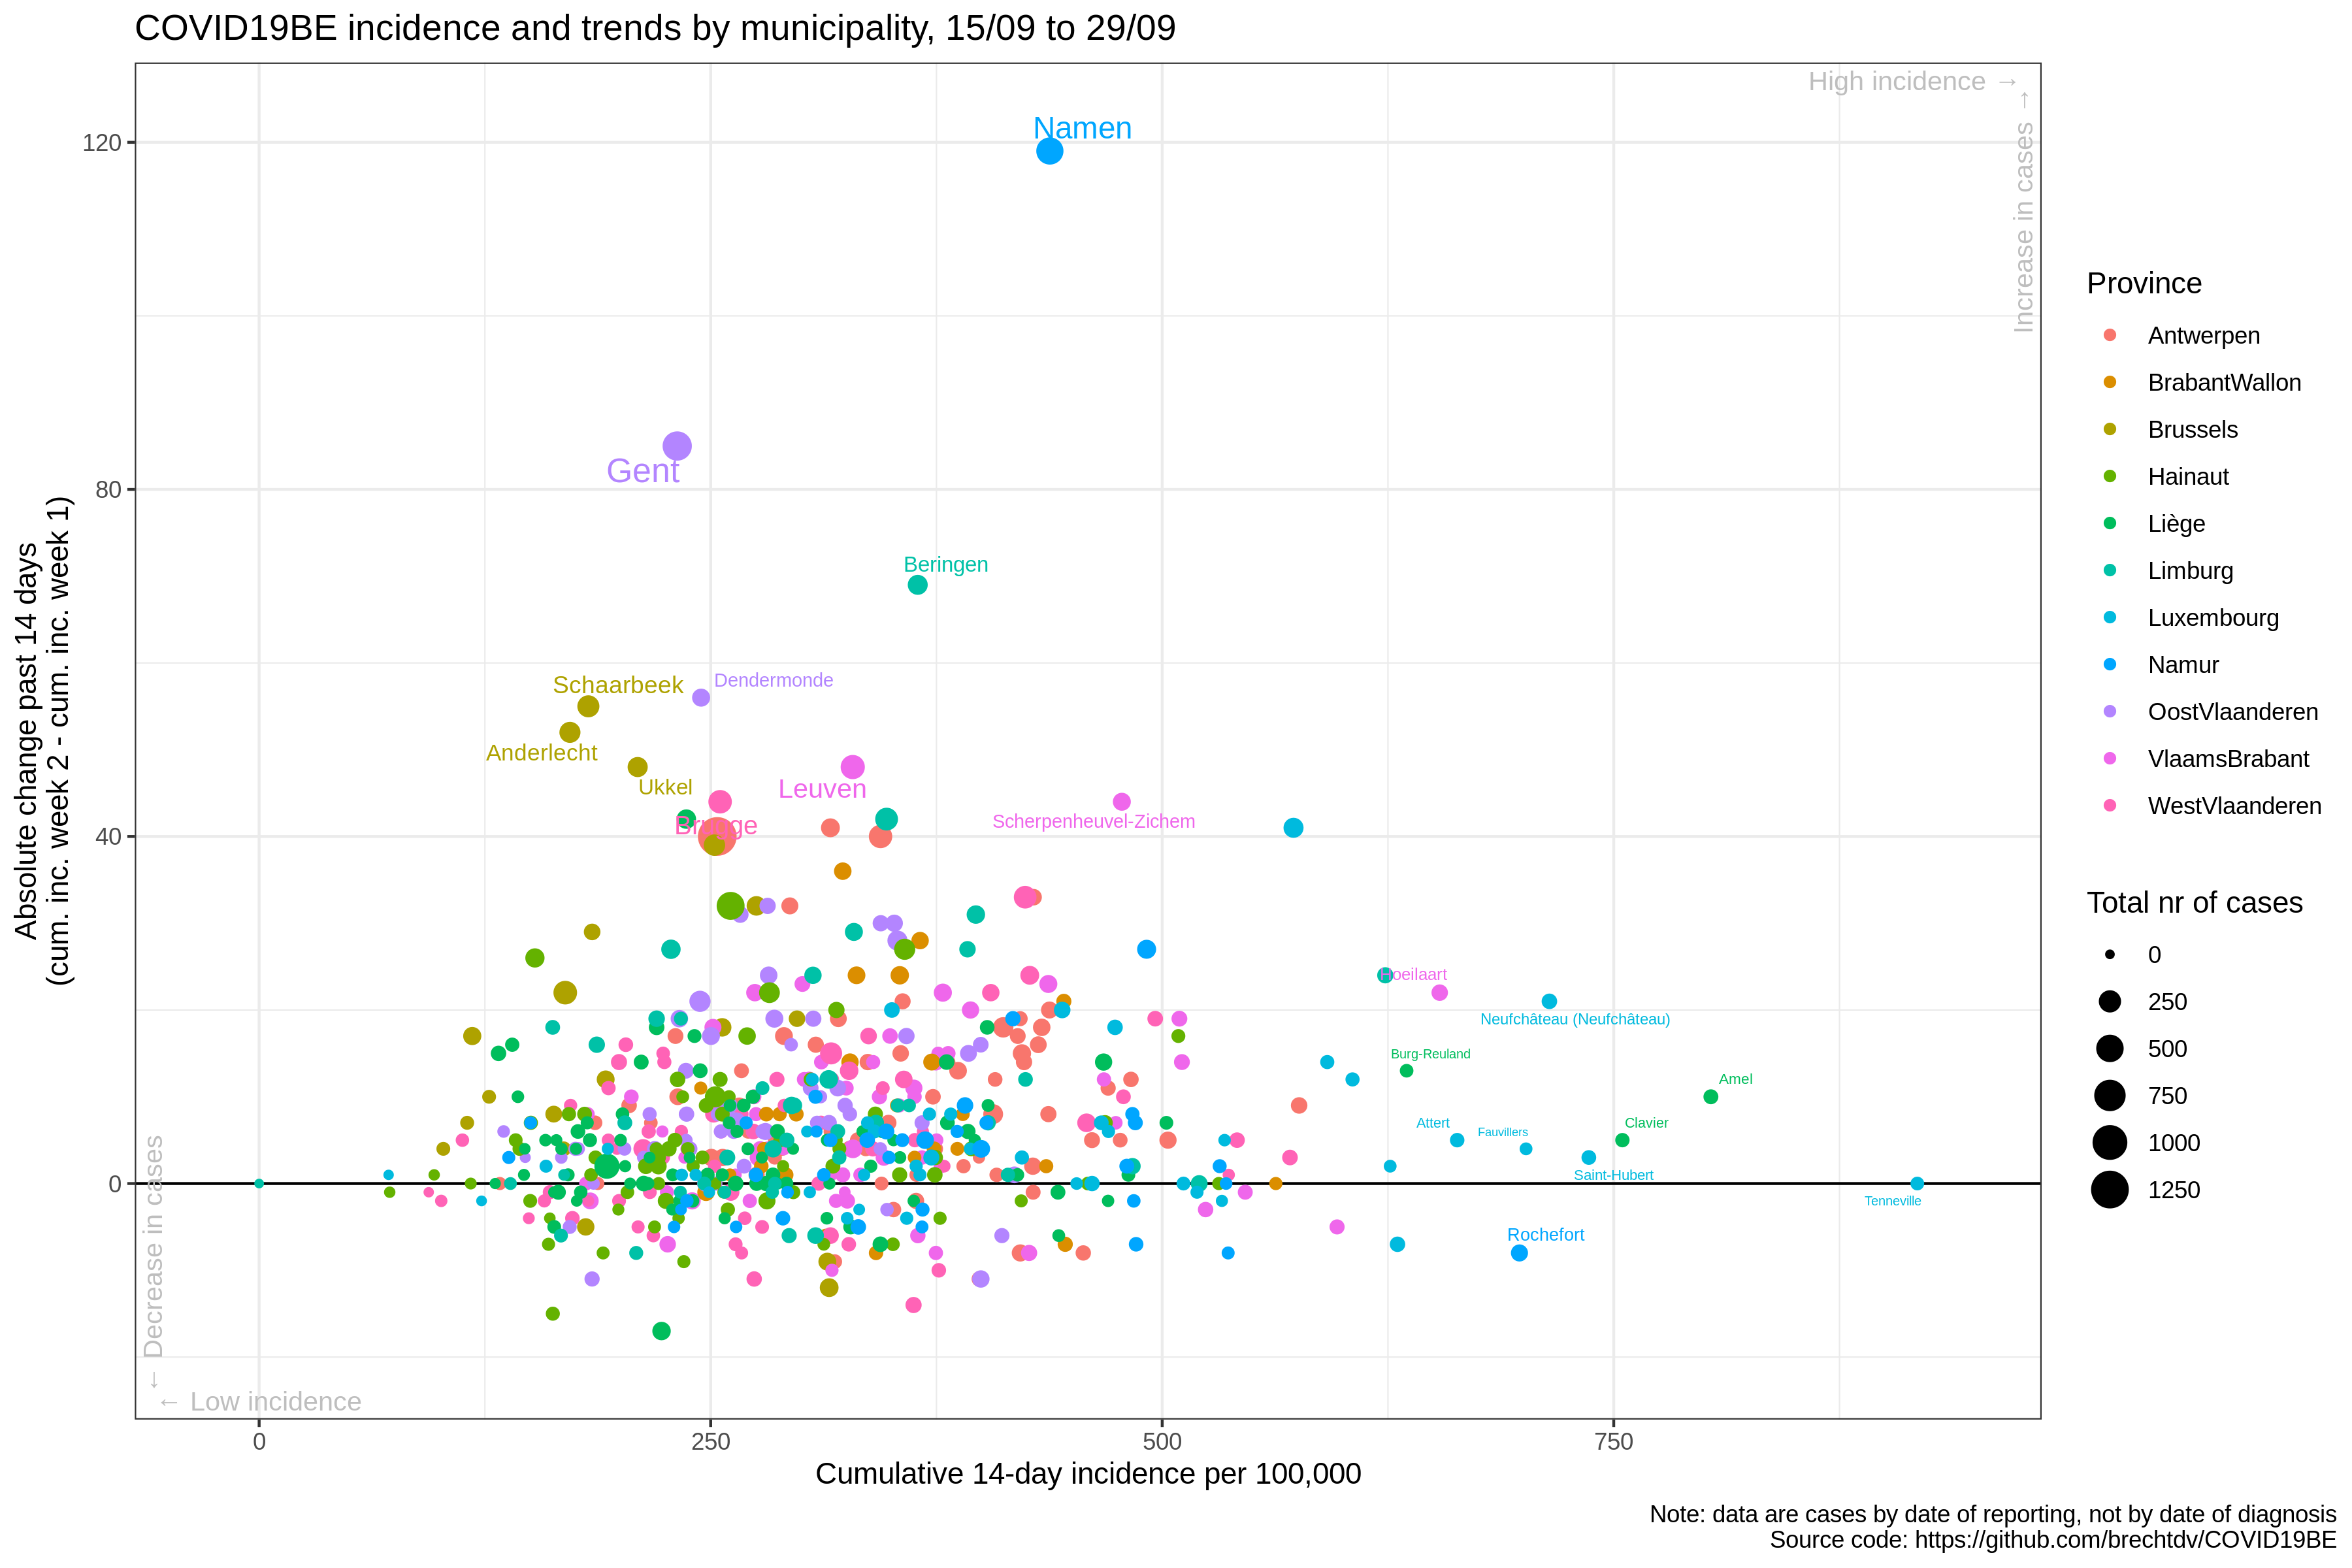 COVID19BE incidence and trends by municipality, 15/09 to 29/09
High incidence →
Increase in cases →
Namen
120
Gent
80
Beringen
Schaarbeek
Dendermonde
Anderlecht
Ukkel
Leuven
Scherpenheuvel-Zichem
Brugge
40
Hoeilaart
Neufchâteau (Neufchâteau)
Burg-Reuland
Amel
Attert
Fauvillers
Clavier
Saint-Hubert
0
Tenneville
Rochefort
← Decrease in cases
← Low incidence
0
250
500
750
Absolute change past 14 days
(cum. inc. week 2 - cum. inc. week 1)
Cumulative 14-day incidence per 100,000
Province
Antwerpen
BrabantWallon
Brussels
Hainaut
Liège
Limburg
Luxembourg
Namur
OostVlaanderen
VlaamsBrabant
WestVlaanderen
Total nr of cases
0
250
500
750
1000
1250
Note: data are cases by date of reporting, not by date of diagnosis
Source code: https://github.com/brechtdv/COVID19BE